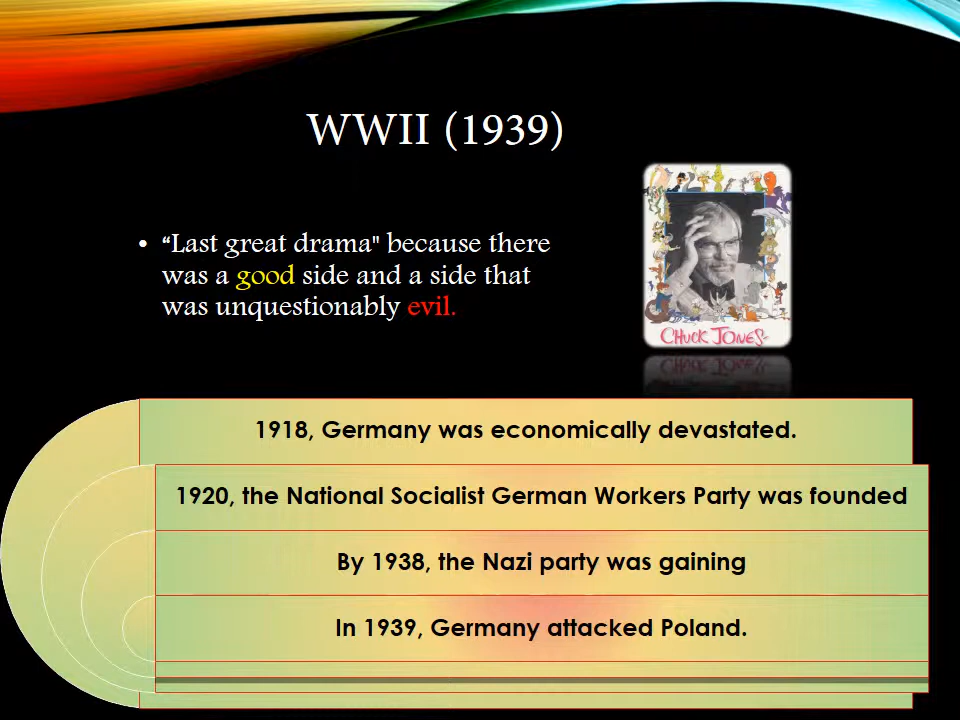 WWII (1939)
• “Last great drama" because there
was a good side and a side that
was unquestionably evil.
CHUCK JONES
1918, Germany was economically devastated.
1920, the National Socialist German Workers Party was founded
By 1938, the Nazi party was gaining
In 1939, Germany attacked Poland.